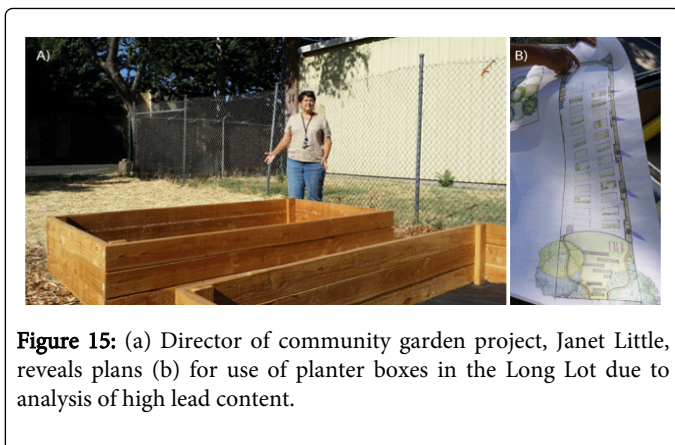 A)
B)
Figure 15: (a) Director of community garden project, Janet Little,
reveals plans (b) for use of planter boxes in the Long Lot due to
analysis of high lead content.